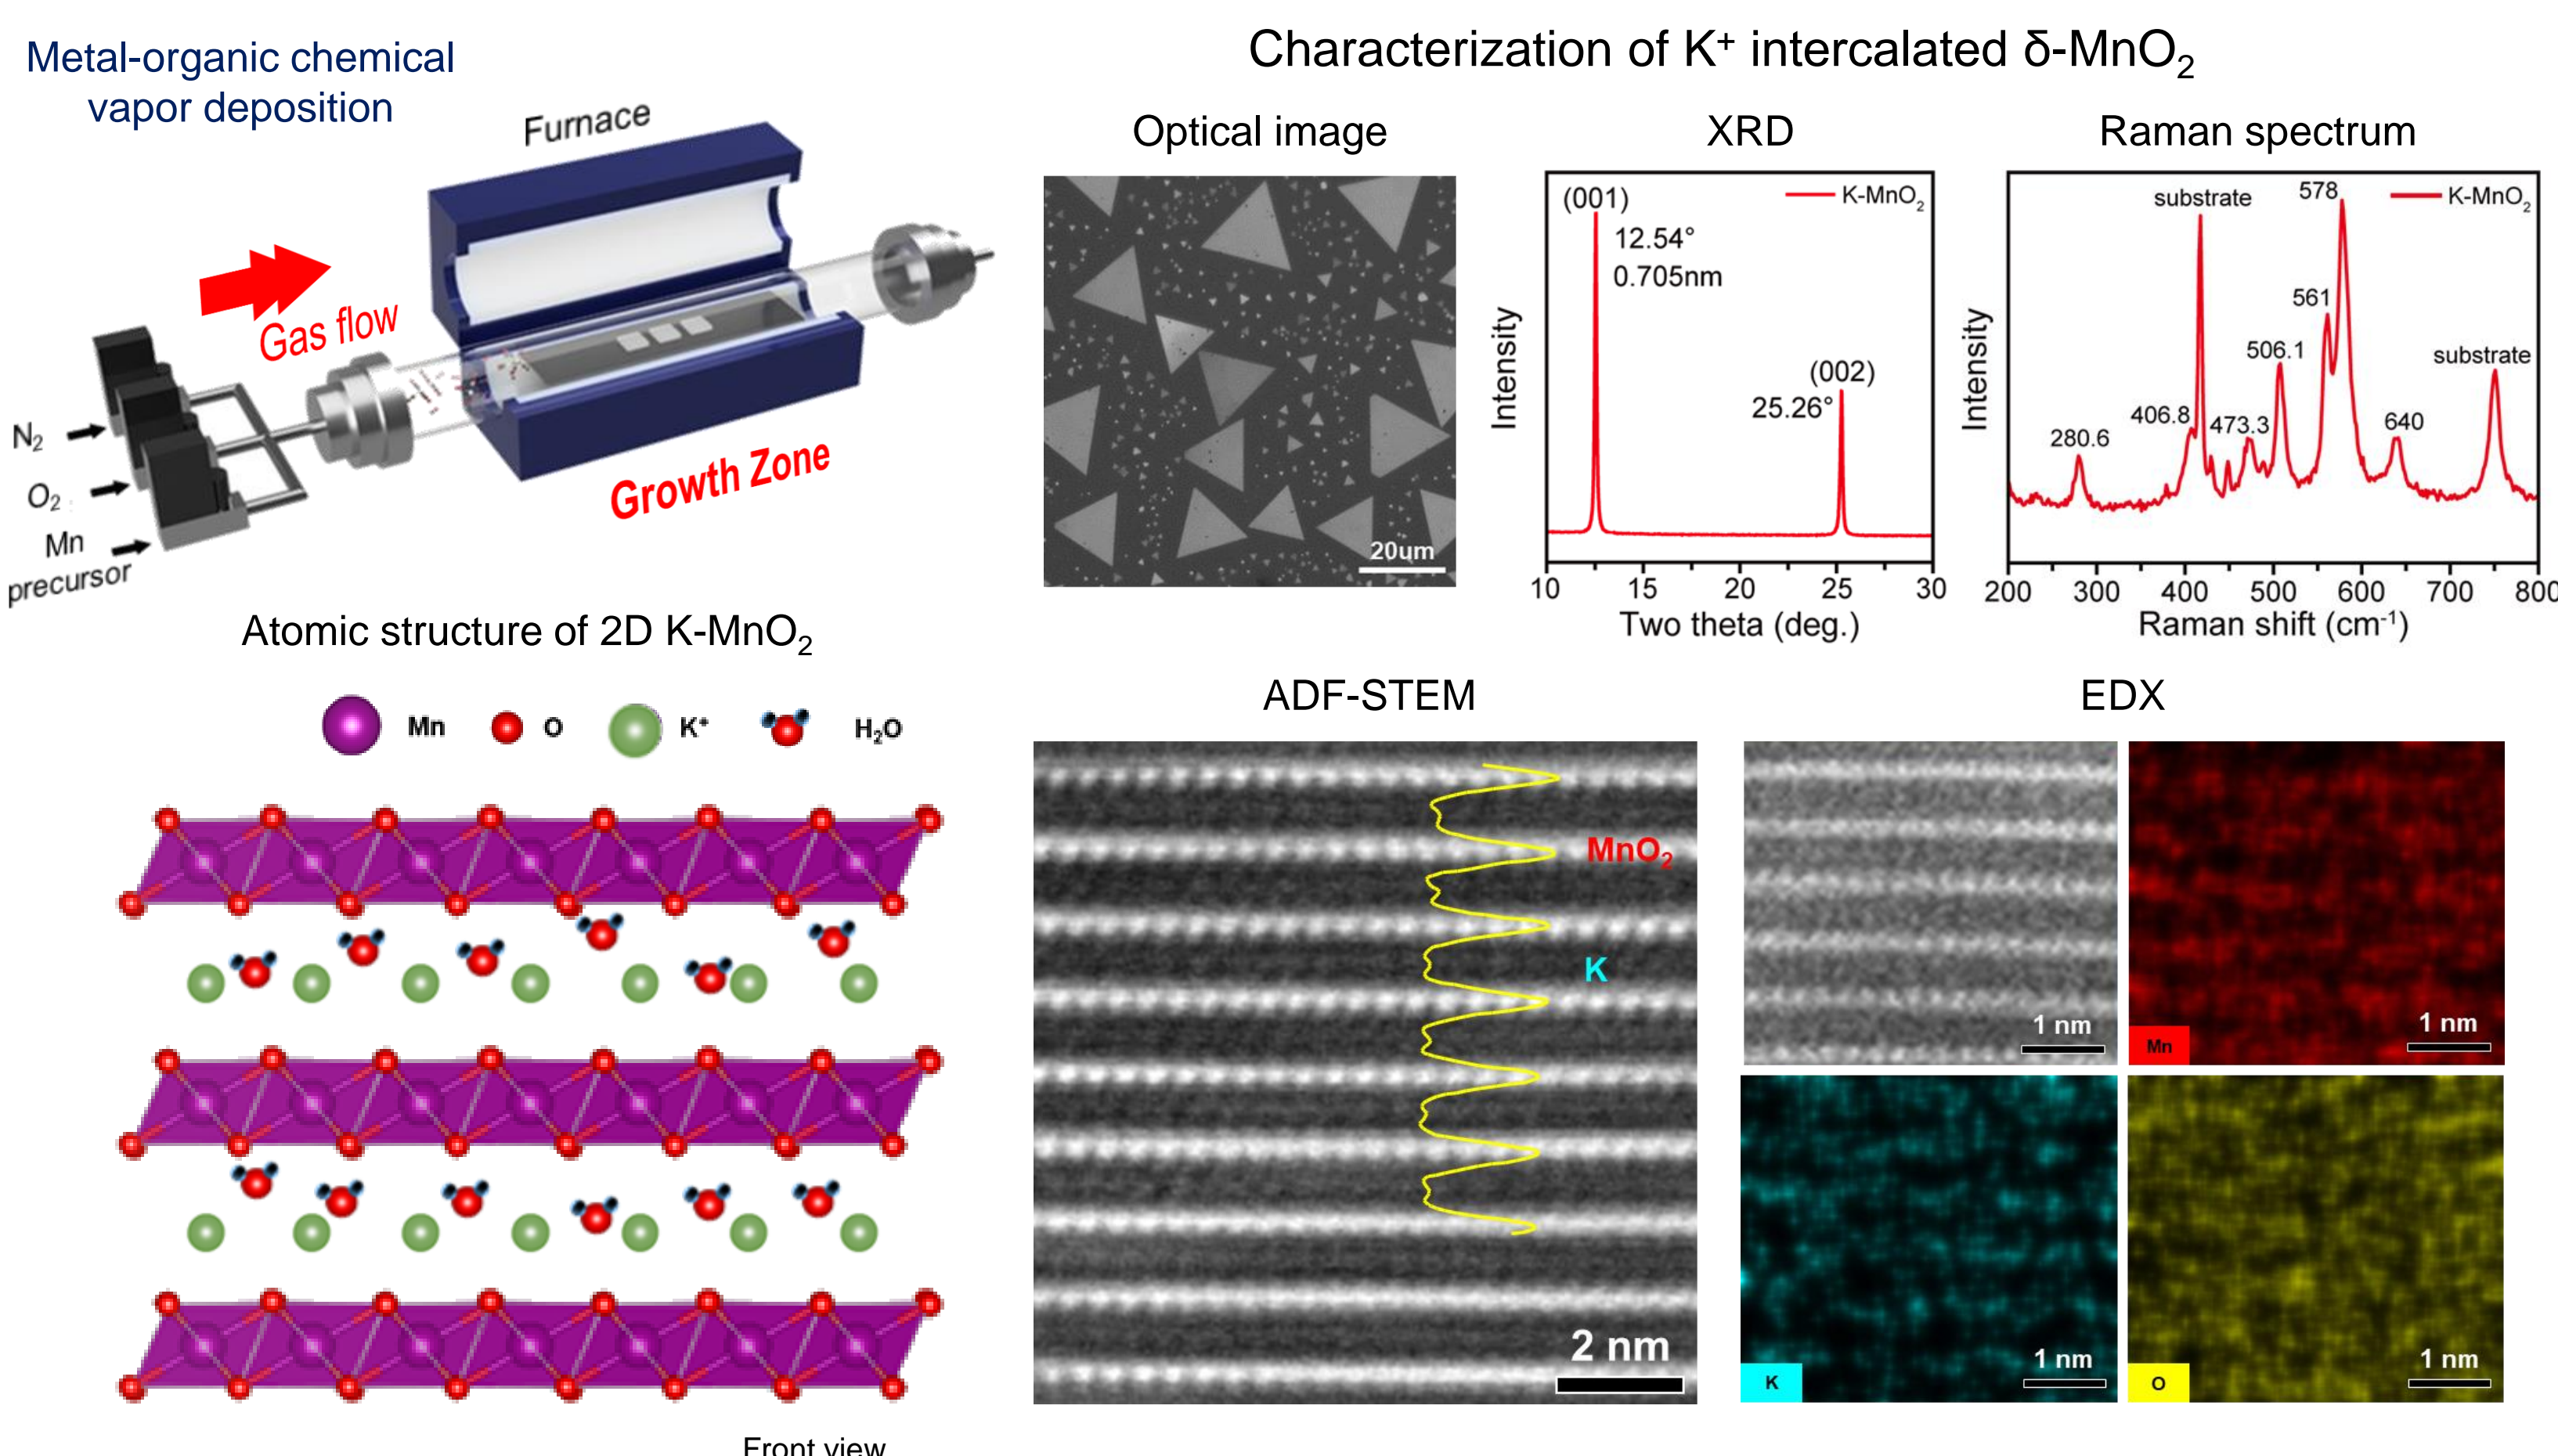 Metal-organic chemical
vapor deposition
Furnace
Gas flow
N₂
O₂
Mn
precursor
Growth Zone
Characterization of K⁺ intercalated δ-MnO₂
Optical image
20um
XRD
(001)
K-MnO₂
12.54°
0.705nm
(002)
25.26°
Intensity
10 15 20 25 30
Two theta (deg.)
Raman spectrum
substrate
578
K-MnO₂
561
506.1
substrate
406.8
473.3
640
280.6
Intensity
200 300 400 500 600 700 800
Raman shift (cm⁻¹)
Atomic structure of 2D K-MnO₂
Mn O K⁺ H₂O
Front view
ADF-STEM
MnO₂
K
2 nm
EDX
1 nm
Mn
1 nm
K
1 nm
O
1 nm